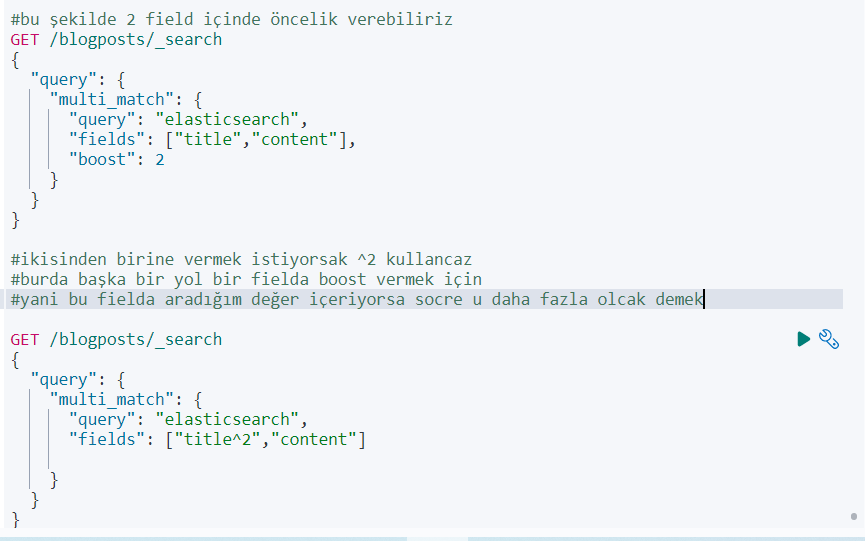 #bu şekilde 2 field içinde öncelik verebiliriz
GET /blogposts/_search
{
  "query": {
    "multi_match": {
      "query": "elasticsearch",
      "fields": ["title","content"],
      "boost": 2
    }
  }
}
#ikisinden birine vermek istiyorsak ^2 kullancaz
#burda başka bir yol bir fielda boost vermek için
#yani bu fielda aradığım değer içeriyorsa socre u daha fazla olcak demek
GET /blogposts/_search
{
  "query": {
    "multi_match": {
      "query": "elasticsearch",
      "fields": ["title^2","content"]
    }
  }
}